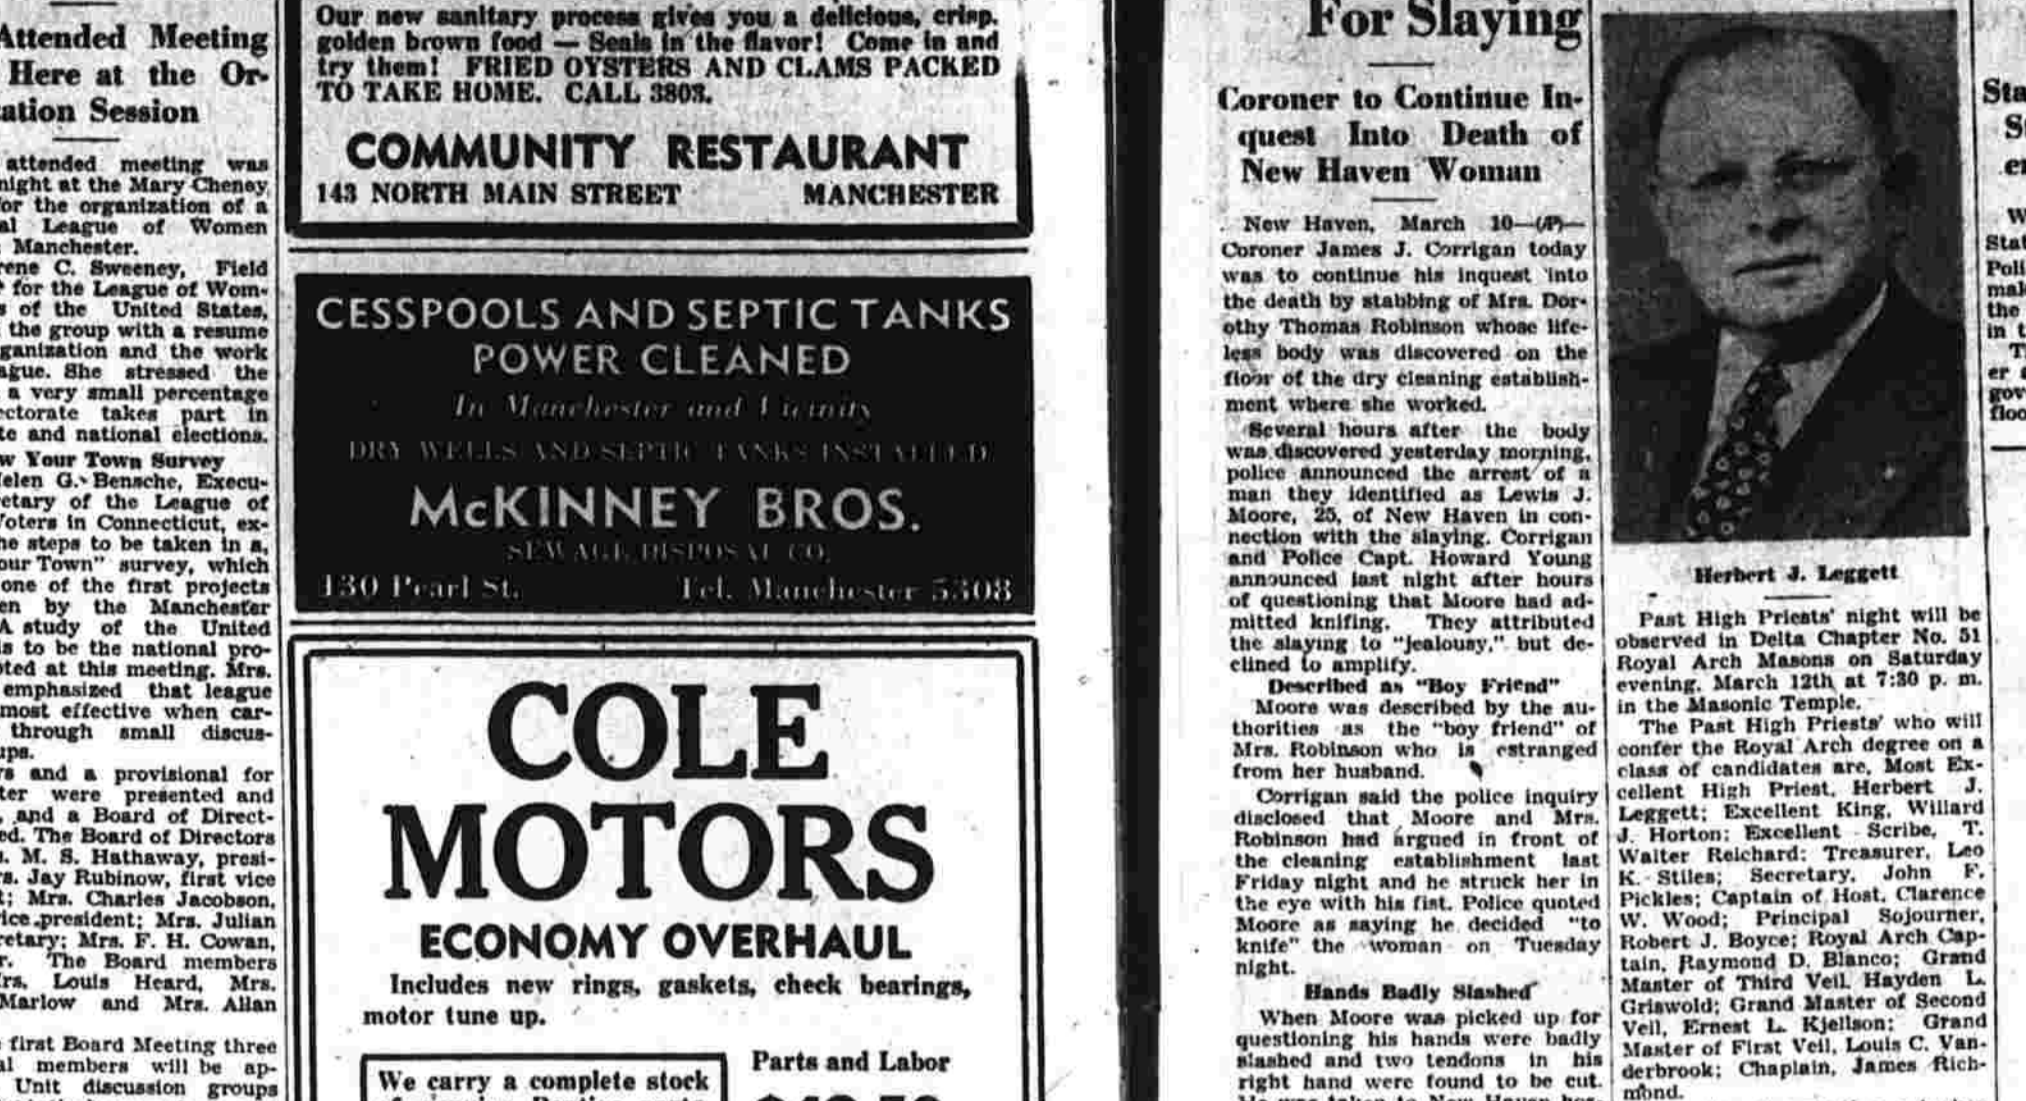 Attended Meeting
Here at the Or-
ation Session
attended meeting was
night at the Mary Cheney
for the organization of a
al League of Women
Manchester.
rene C. Sweeney, Field
for the League of Wom-
s of the United States,
the group with a resume
ganization and the work
ague. She stressed the
a very small percentage
ectorate takes part in
te and national elections.
w Your Town Survey
elen G. Bensche, Execu-
etary of the League of
Voters in Connecticut, ex-
he steps to be taken in a,
our Town" survey, which
one of the first projects
en by the Manchester
A study of the United
is to be the national pro-
pted at this meeting. Mrs.
emphasized that league
most effective when car-
through small discus-
ups.
rs and a provisional for
ter were presented and
, and a Board of Direct-
ed. The Board of Directors
s. M. S. Hathaway, presi-
rs. Jay Rubinow, first vice
t; Mrs. Charles Jacobson,
ice president; Mrs. Julian
retary; Mrs. F. H. Cowan,
r. The Board members
rs. Louis Heard, Mrs.
Marlow and Mrs. Allan
first Board Meeting three
al members will be ap-
Unit discussion groups
Our new sanitary process gives you a delicious, crisp,
golden brown food — Seals in the flavor! Come in and
try them! FRIED OYSTERS AND CLAMS PACKED
TO TAKE HOME. CALL 3803.
COMMUNITY RESTAURANT
143 NORTH MAIN STREET MANCHESTER
CESSPOOLS AND SEPTIC TANKS
POWER CLEANED
In Manchester and Vicinity
DRY WELLS AND SEPTIC TANKS INSTALLED
McKINNEY BROS.
SEWAGE DISPOSAL CO.
130 Pearl St. Tel. Manchester 5308
COLE
MOTORS
ECONOMY OVERHAUL
Includes new rings, gaskets, check bearings,
motor tune up.
We carry a complete stock
Parts and Labor
For Slaying
Coroner to Continue In-
quest Into Death of
New Haven Woman
New Haven, March 10—(AP)—
Coroner James J. Corrigan today
was to continue his inquest into
the death by stabbing of Mrs. Dor-
othy Thomas Robinson whose life-
less body was discovered on the
floor of the dry cleaning establish-
ment where she worked.
Several hours after the body
was discovered yesterday morning,
police announced the arrest of a
man they identified as Lewis J.
Moore, 25, of New Haven in con-
nection with the slaying. Corrigan
and Police Capt. Howard Young
announced last night after hours
of questioning that Moore had ad-
mitted knifing. They attributed
the slaying to "jealousy," but de-
clined to amplify.
Described as "Boy Friend"
Moore was described by the au-
thorities as the "boy friend" of
Mrs. Robinson who is estranged
from her husband.
Corrigan said the police inquiry
disclosed that Moore and Mrs.
Robinson had argued in front of
the cleaning establishment last
Friday night and he struck her in
the eye with his fist. Police quoted
Moore as saying he decided "to
knife" the woman on Tuesday
night.
Hands Badly Slashed
When Moore was picked up for
questioning his hands were badly
slashed and two tendons in his
right hand were found to be cut.
Herbert J. Leggett
Past High Priests' night will be
observed in Delta Chapter No. 51
Royal Arch Masons on Saturday
evening, March 12th at 7:30 p. m.
in the Masonic Temple.
The Past High Priests' who will
confer the Royal Arch degree on a
class of candidates are, Most Ex-
cellent High Priest, Herbert J.
Leggett; Excellent King, Willard
J. Horton; Excellent Scribe, T.
Walter Reichard; Treasurer, Leo
K. Stiles; Secretary, John F.
Pickles; Captain of Host, Clarence
W. Wood; Principal Sojourner,
Robert J. Boyce; Royal Arch Cap-
tain, Raymond D. Blanco; Grand
Master of Third Veil, Hayden L.
Griswold; Grand Master of Second
Veil, Ernest L. Kjellson; Grand
Master of First Veil, Louis C. Van-
derbrook; Chaplain, James Rich-
mond.
Sta
S
er
W
Stat
Poli
mak
the
in t
T
er
gov
floo